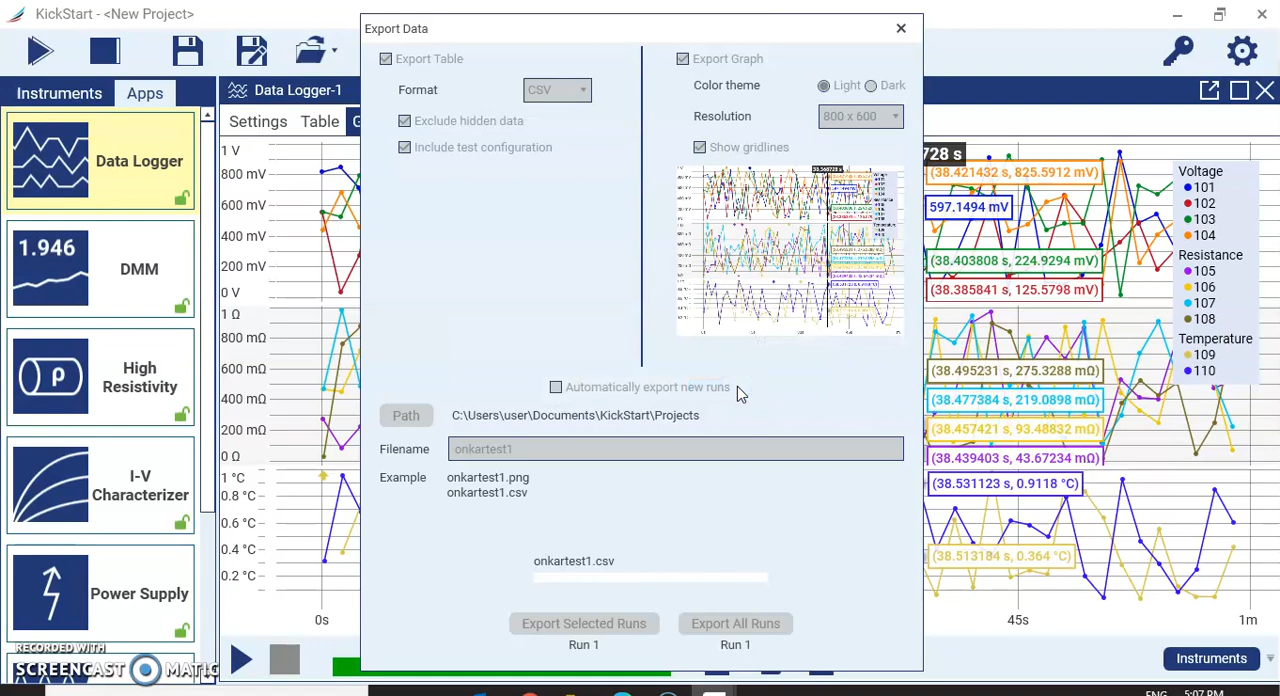 KickStart - <New Project>
Export Data
Export Table
Format
CSV
Exclude hidden data
Include test configuration
Export Graph
Color theme
Light
Dark
Resolution
800 x 600
Show gridlines
Automatically export new runs
Path
C:\Users\user\Documents\KickStart\Projects
Filename
onkartest1
Example
onkartest1.png
onkartest1.csv
onkartest1.csv
Export Selected Runs
Export All Runs
Run 1
Run 1
Instruments
Apps
Data Logger
1.946
DMM
ρ
High
Resistivity
I-V
Characterizer
Power Supply
RECORDED WITH
SCREENCAST
MATIC
Data Logger-1
Settings
Table
G
1 V
800 mV
600 mV
400 mV
200 mV
0 V
1 Ω
800 mΩ
600 mΩ
400 mΩ
200 mΩ
0 Ω
1 °C
0.8 °C
0.6 °C
0.4 °C
0.2 °C
0s
728 s
(38.421432 s, 825.5912 mV)
597.1494 mV
(38.403808 s, 224.9294 mV)
(38.385841 s, 125.5798 mV)
(38.495231 s, 275.3288 mΩ)
(38.477384 s, 219.0898 mΩ)
(38.457421 s, 93.48832 mΩ)
(38.439403 s, 43.67234 mΩ)
(38.531123 s, 0.9118 °C)
(38.513184 s, 0.364 °C)
Voltage
101
102
103
104
Resistance
105
106
107
108
Temperature
109
110
45s
1m
Instruments
ENG
5:07 PM